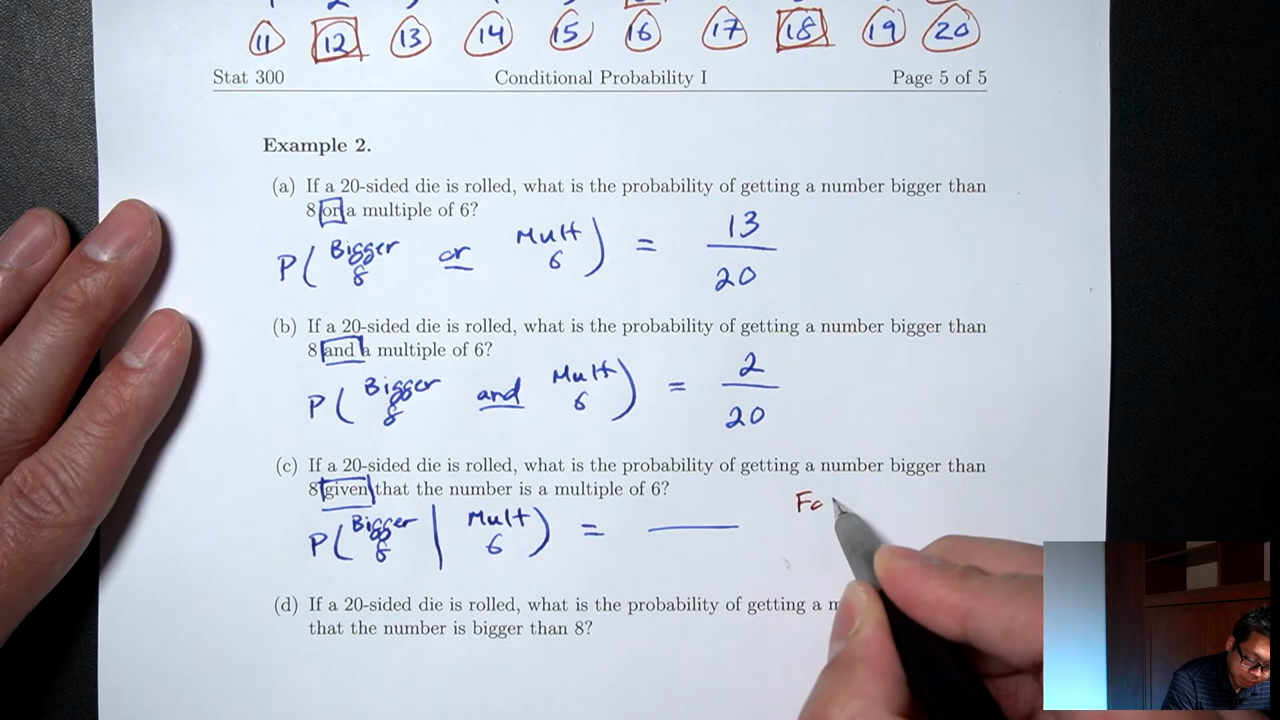 11 12 13 14 15 16 17 18 19 20
Stat 300 Conditional Probability I Page 5 of 5
Example 2.
(a) If a 20-sided die is rolled, what is the probability of getting a number bigger than
8 or a multiple of 6?
P( Bigger 8 or Mult 6 ) = 13/20
(b) If a 20-sided die is rolled, what is the probability of getting a number bigger than
8 and a multiple of 6?
P( Bigger 8 and Mult 6 ) = 2/20
(c) If a 20-sided die is rolled, what is the probability of getting a number bigger than
8 given that the number is a multiple of 6?
P( Bigger 8 | Mult 6 ) = Fo
(d) If a 20-sided die is rolled, what is the probability of getting a
that the number is bigger than 8?